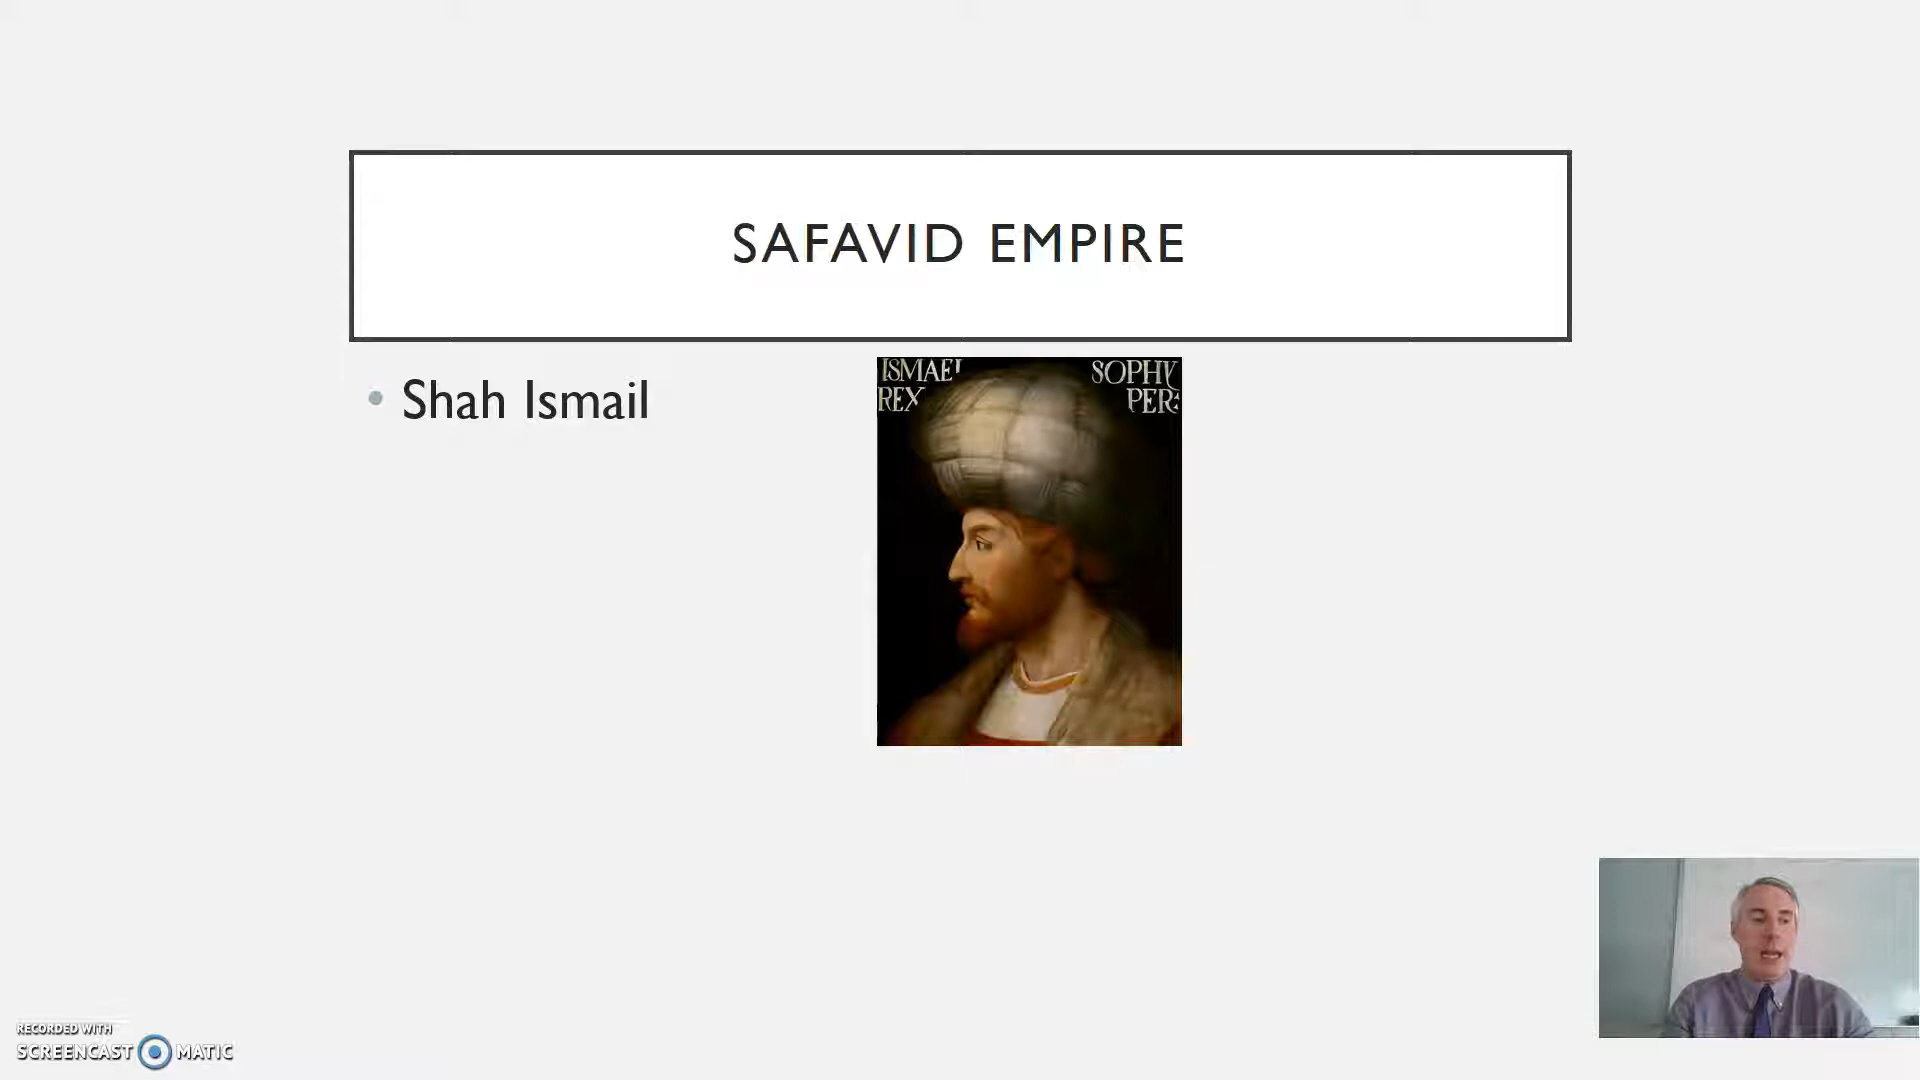 SAFAVID EMPIRE
• Shah Ismail
ISMAEL SOPHY
REX PER:
RECORDED WITH
SCREENCAST MATIC